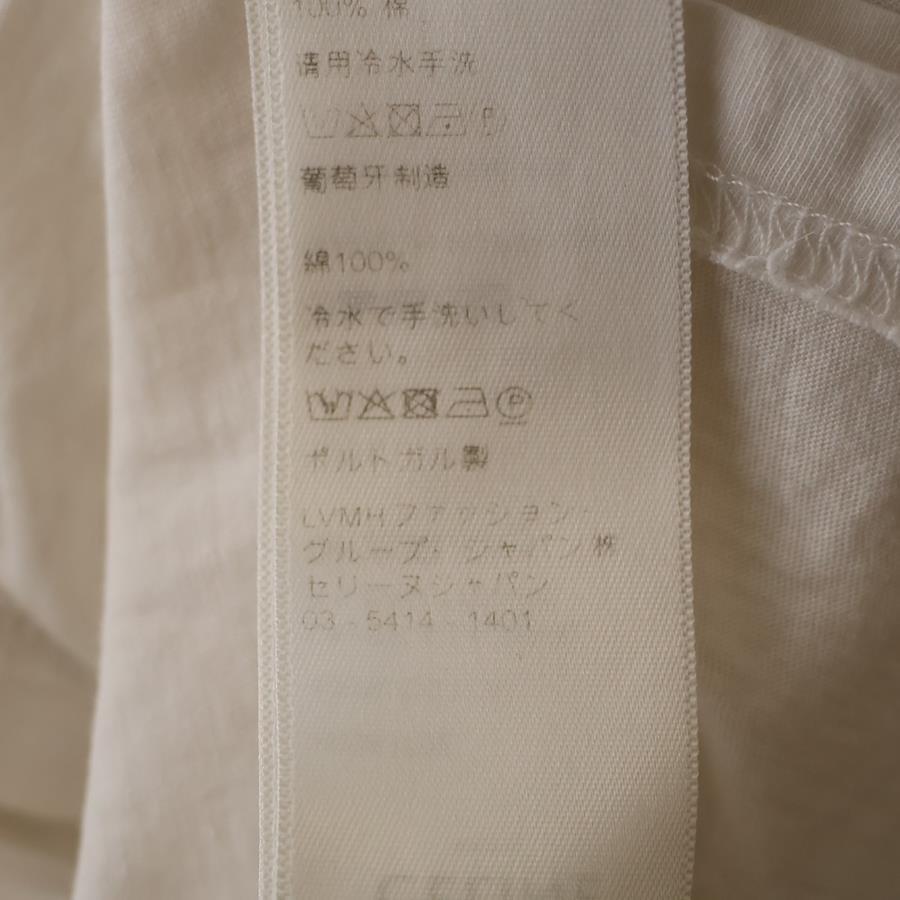 100% 棉
请用冷水手洗
葡萄牙制造
綿100%
冷水で手洗いしてく
ださい。
P
ポルトガル製
LVMHファッション・
グループ・ジャパン株
セリーヌジャパン
03-5414-1401